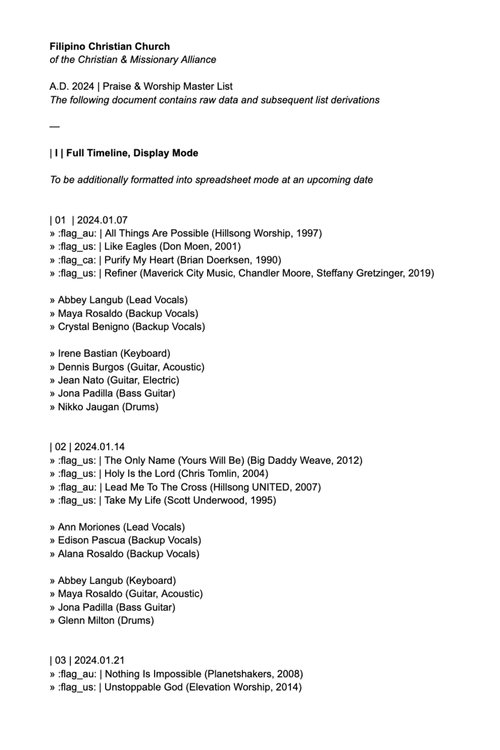 Filipino Christian Church
of the Christian & Missionary Alliance
A.D. 2024 | Praise & Worship Master List
The following document contains raw data and subsequent list derivations
—
| I | Full Timeline, Display Mode
To be additionally formatted into spreadsheet mode at an upcoming date
| 01 | 2024.01.07
» :flag_au: | All Things Are Possible (Hillsong Worship, 1997)
» :flag_us: | Like Eagles (Don Moen, 2001)
» :flag_ca: | Purify My Heart (Brian Doerksen, 1990)
» :flag_us: | Refiner (Maverick City Music, Chandler Moore, Steffany Gretzinger, 2019)
» Abbey Langub (Lead Vocals)
» Maya Rosaldo (Backup Vocals)
» Crystal Benigno (Backup Vocals)
» Irene Bastian (Keyboard)
» Dennis Burgos (Guitar, Acoustic)
» Jean Nato (Guitar, Electric)
» Jona Padilla (Bass Guitar)
» Nikko Jaugan (Drums)
| 02 | 2024.01.14
» :flag_us: | The Only Name (Yours Will Be) (Big Daddy Weave, 2012)
» :flag_us: | Holy Is the Lord (Chris Tomlin, 2004)
» :flag_au: | Lead Me To The Cross (Hillsong UNITED, 2007)
» :flag_us: | Take My Life (Scott Underwood, 1995)
» Ann Moriones (Lead Vocals)
» Edison Pascua (Backup Vocals)
» Alana Rosaldo (Backup Vocals)
» Abbey Langub (Keyboard)
» Maya Rosaldo (Guitar, Acoustic)
» Jona Padilla (Bass Guitar)
» Glenn Milton (Drums)
| 03 | 2024.01.21
» :flag_au: | Nothing Is Impossible (Planetshakers, 2008)
» :flag_us: | Unstoppable God (Elevation Worship, 2014)